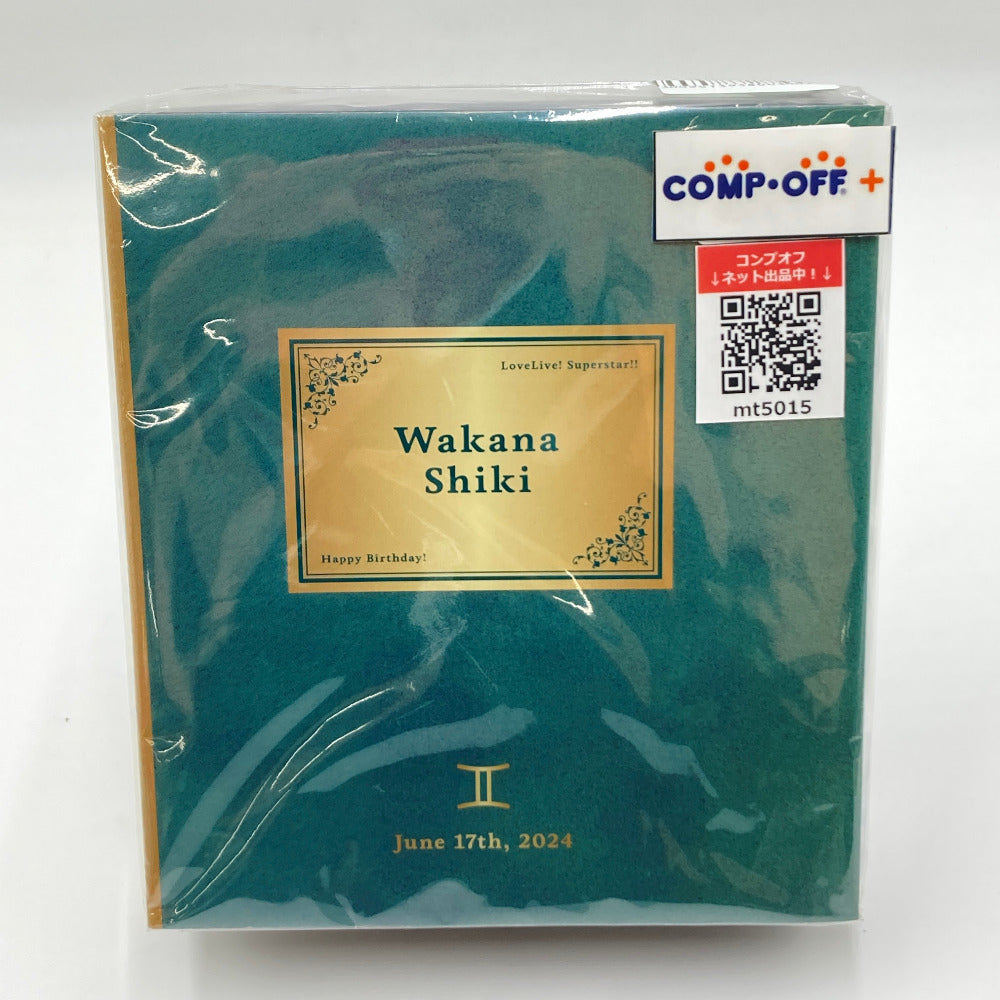 COMP・OFF +
コンプオフ
↓ネット出品中！↓
mt5015
LoveLive! Superstar!!
Wakana
Shiki
Happy Birthday!
June 17th, 2024